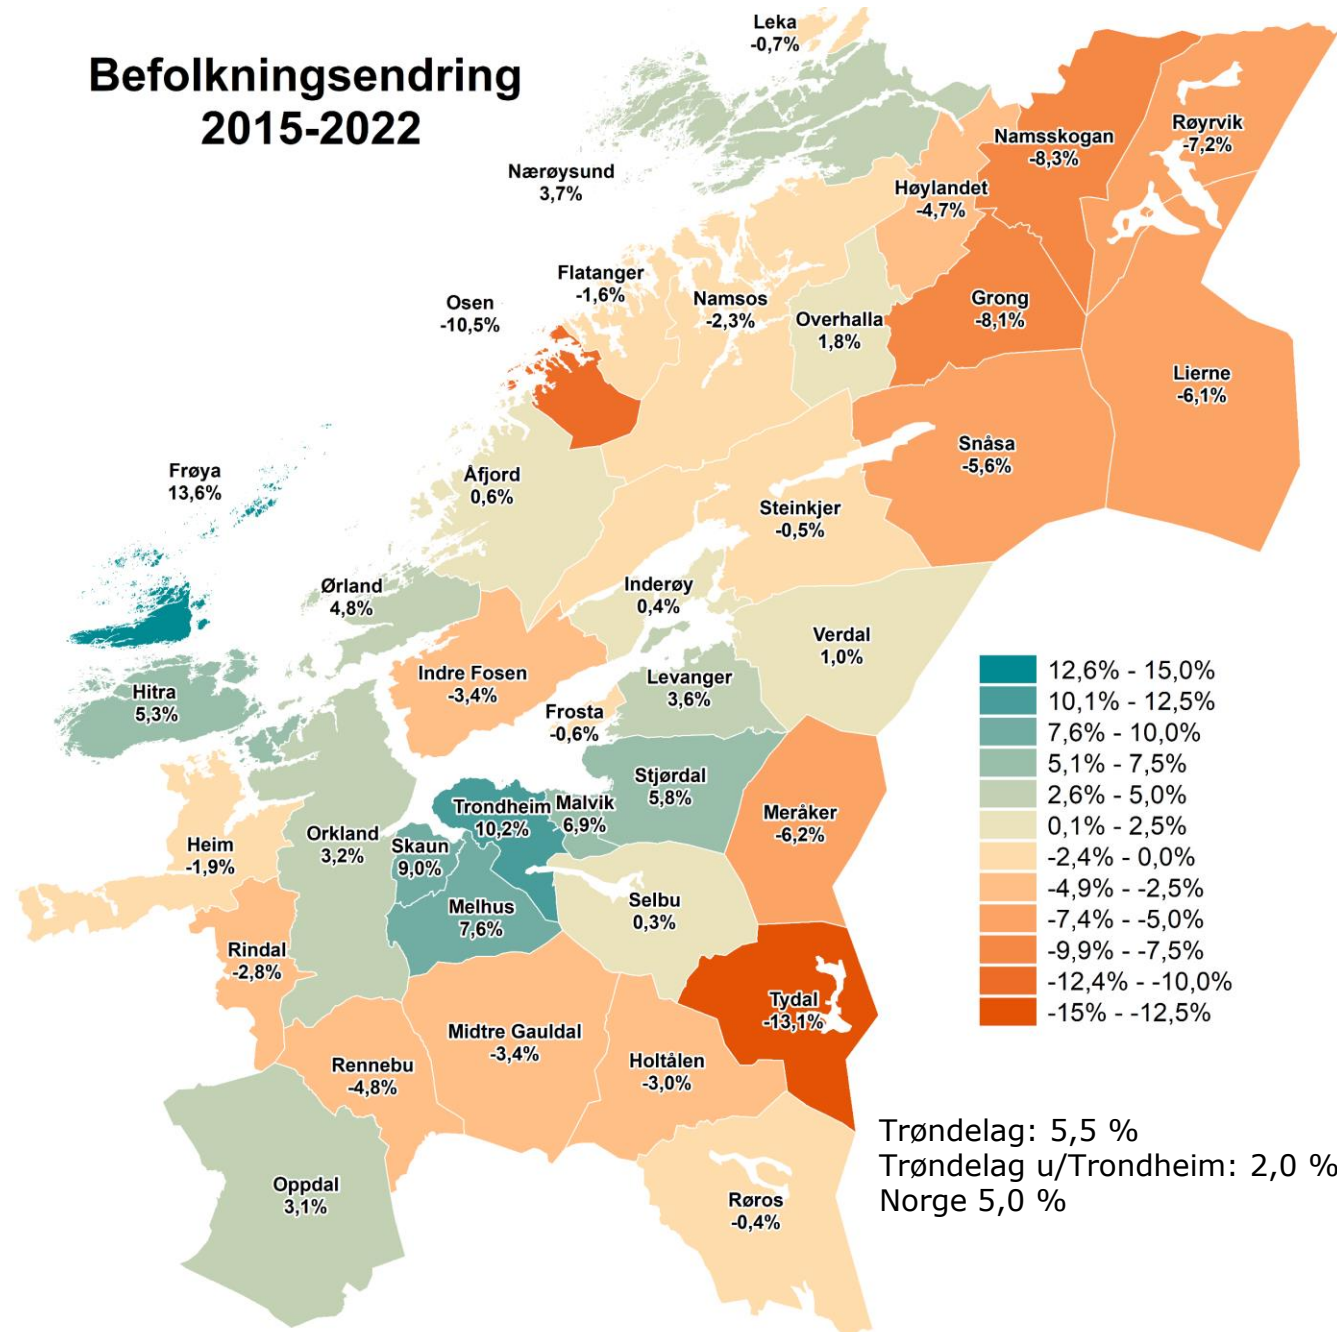 Befolkningsendring
2015-2022
Leka
-0,7%
Nærøysund
3,7%
Namsskogan
-8,3%
Røyrvik
-7,2%
Høylandet
-4,7%
Flatanger
-1,6%
Namsos
-2,3%
Osen
-10,5%
Overhalla
1,8%
Grong
-8,1%
Lierne
-6,1%
Snåsa
-5,6%
Frøya
13,6%
Åfjord
0,6%
Steinkjer
-0,5%
Ørland
4,8%
Inderøy
0,4%
Verdal
1,0%
Indre Fosen
-3,4%
Levanger
3,6%
Hitra
5,3%
Frosta
-0,6%
Stjørdal
5,8%
Trondheim
10,2%
Malvik
6,9%
Meråker
-6,2%
Orkland
3,2%
Skaun
9,0%
Heim
-1,9%
Melhus
7,6%
Selbu
0,3%
Rindal
-2,8%
Tydal
-13,1%
Midtre Gauldal
-3,4%
Holtålen
-3,0%
Rennebu
-4,8%
Oppdal
3,1%
Røros
-0,4%
12,6% - 15,0%
10,1% - 12,5%
7,6% - 10,0%
5,1% - 7,5%
2,6% - 5,0%
0,1% - 2,5%
-2,4% - 0,0%
-4,9% - -2,5%
-7,4% - -5,0%
-9,9% - -7,5%
-12,4% - -10,0%
-15% - -12,5%
Trøndelag: 5,5 %
Trøndelag u/Trondheim: 2,0 %
Norge 5,0 %